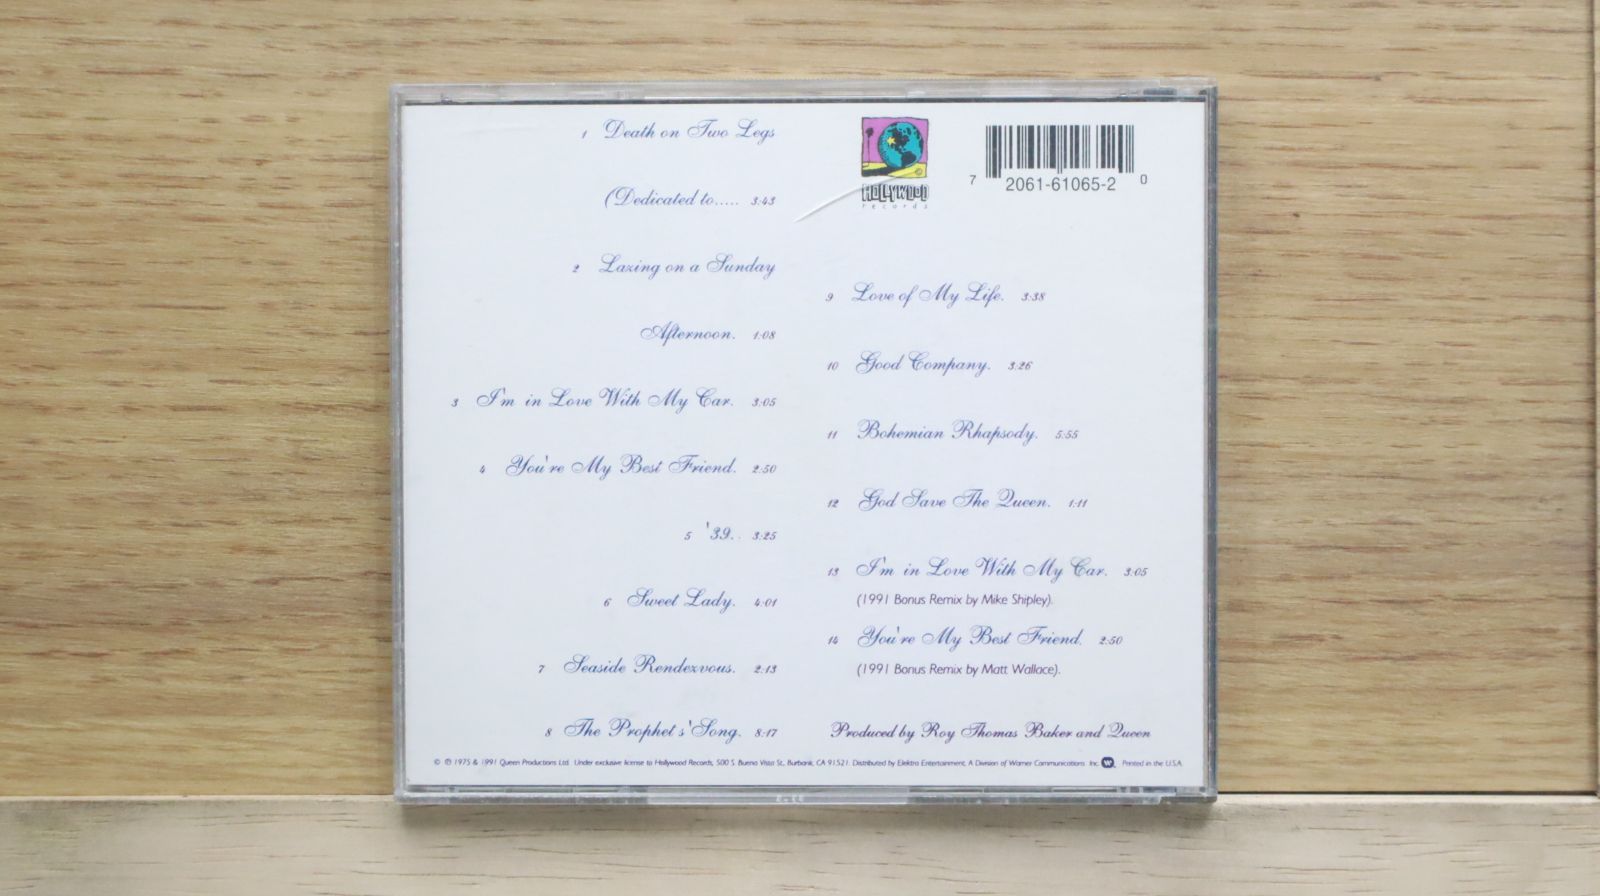 1 Death on Two Legs
(Dedicated to..... 3:43
2 Lazing on a Sunday
Afternoon. 1:08
3 I'm in Love With My Car. 3:05
4 You're My Best Friend. 2:50
5 '39. . 3:25
6 Sweet Lady. 4:01
7 Seaside Rendezvous. 2:13
8 The Prophet's 'Song. 8:17
HOLLYWOOD
records
7 2061-61065-2 0
9 Love of My Life. 3:38
10 Good Company. 3:26
11 Bohemian Rhapsody. 5:55
12 God Save The Queen. 1:11
13 I'm in Love With My Car. 3:05
(1991 Bonus Remix by Mike Shipley).
14 You're My Best Friend. 2:50
(1991 Bonus Remix by Matt Wallace).
Produced by Roy Thomas Baker and Queen
© ℗ 1975 & 1991 Queen Productions Ltd. Under exclusive license to Hollywood Records, 500 S. Buena Vista St., Burbank, CA 91521. Distributed by Elektra Entertainment, A Division of Warner Communications Inc. W Printed in the U.S.A.